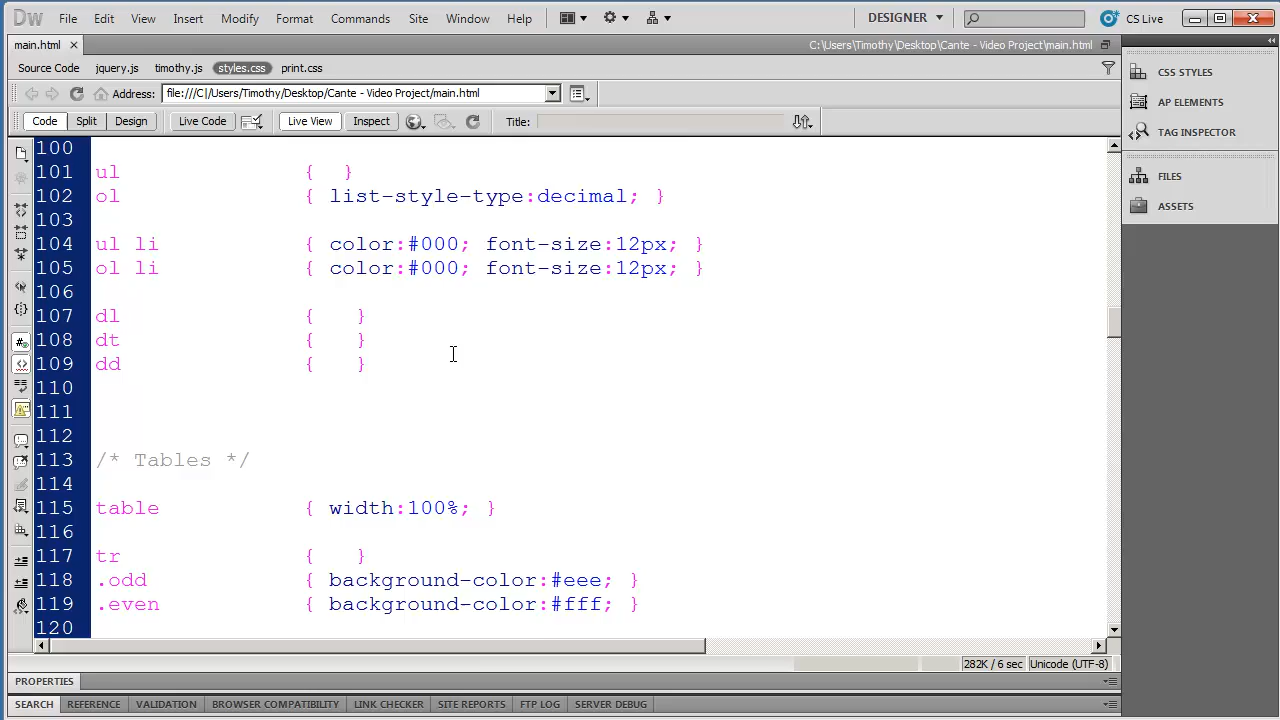 Dw File Edit View Insert Modify Format Commands Site Window Help DESIGNER CS Live
main.html C:\Users\Timothy\Desktop\Cante - Video Project\main.html
Source Code jquery.js timothy.js styles.css print.css
Address: file:///C|/Users/Timothy/Desktop/Cante - Video Project/main.html
Code Split Design Live Code Live View Inspect Title:
100
101 ul { }
102 ol { list-style-type:decimal; }
103
104 ul li { color:#000; font-size:12px; }
105 ol li { color:#000; font-size:12px; }
106
107 dl { }
108 dt { }
109 dd { }
110
111
112
113 /* Tables */
114
115 table { width:100%; }
116
117 tr { }
118 .odd { background-color:#eee; }
119 .even { background-color:#fff; }
120
282K / 6 sec Unicode (UTF-8)
PROPERTIES
SEARCH REFERENCE VALIDATION BROWSER COMPATIBILITY LINK CHECKER SITE REPORTS FTP LOG SERVER DEBUG
CSS STYLES
AP ELEMENTS
TAG INSPECTOR
FILES
ASSETS